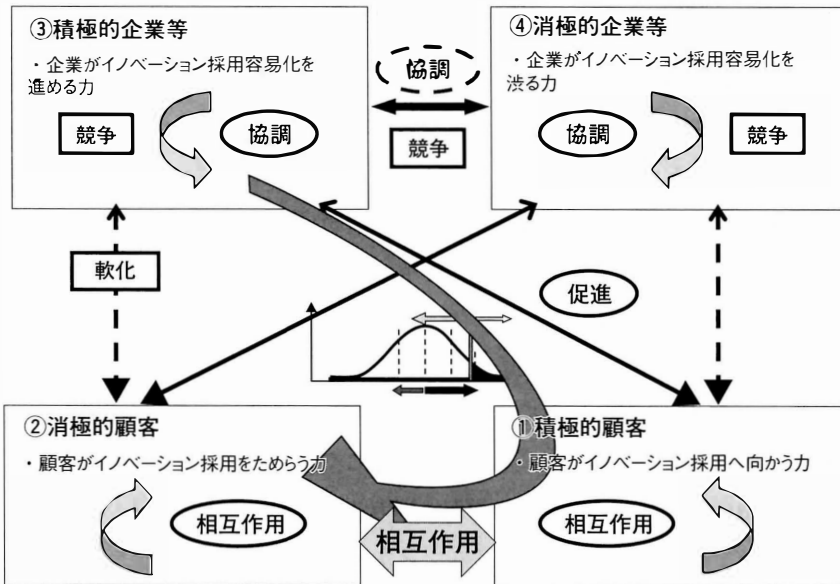 ③積極的企業等
・企業がイノベーション採用容易化を
進める力
競争
協調
協調
競争
④消極的企業等
・企業がイノベーション採用容易化を
渋る力
協調
競争
軟化
促進
②消極的顧客
・顧客がイノベーション採用をためらう力
相互作用
相互作用
①積極的顧客
・顧客がイノベーション採用へ向かう力
相互作用